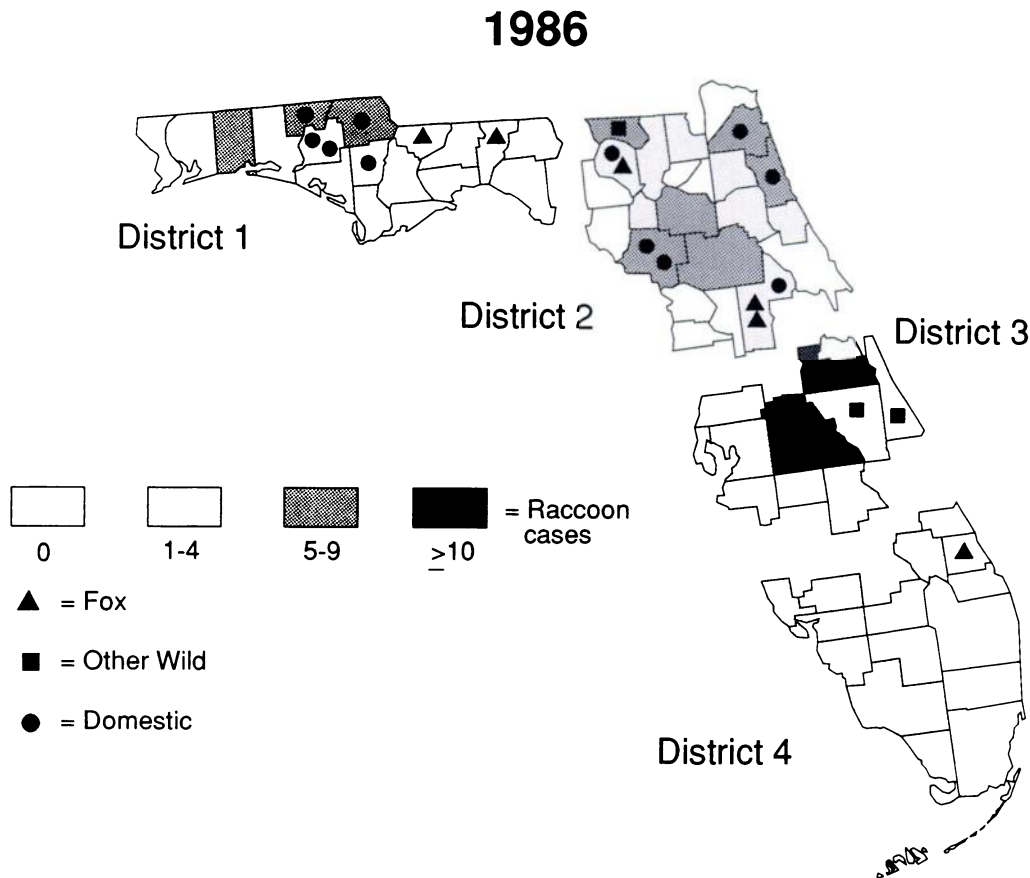 1986
District 1
District 2
District 3
= Raccoon
cases
0
1-4
5-9
≥10
= Fox
= Other Wild
= Domestic
District 4